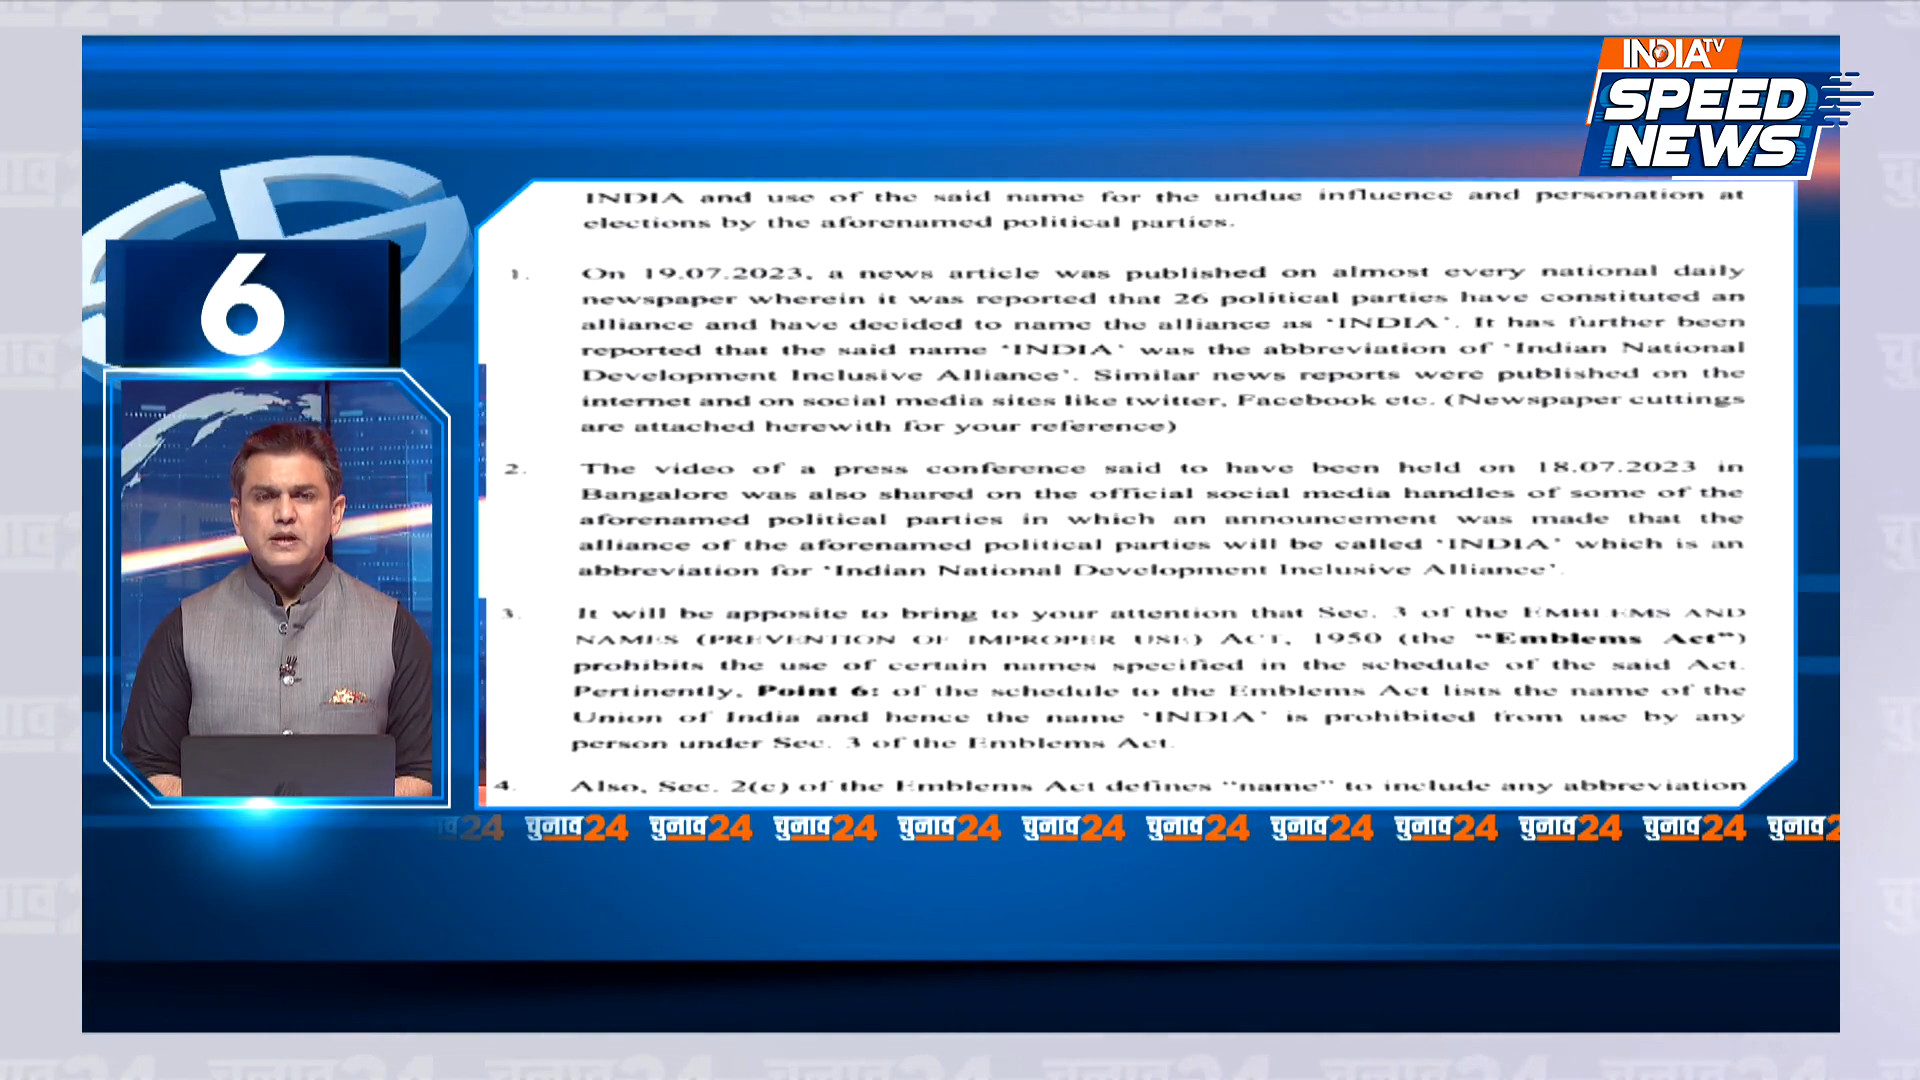 INDIA TV
SPEED
NEWS
6
INDIA and use of the said name for the undue influence and personation at
elections by the aforenamed political parties.
1. On 19.07.2023, a news article was published on almost every national daily
newspaper wherein it was reported that 26 political parties have constituted an
alliance and have decided to name the alliance as ‘INDIA’. It has further been
reported that the said name ‘INDIA’ was the abbreviation of ‘Indian National
Development Inclusive Alliance’. Similar news reports were published on the
internet and on social media sites like twitter, Facebook etc. (Newspaper cuttings
are attached herewith for your reference)
2. The video of a press conference said to have been held on 18.07.2023 in
Bangalore was also shared on the official social media handles of some of the
aforenamed political parties in which an announcement was made that the
alliance of the aforenamed political parties will be called ‘INDIA’ which is an
abbreviation for ‘Indian National Development Inclusive Alliance’.
3. It will be apposite to bring to your attention that Sec. 3 of the EMBLEMS AND
NAMES (PREVENTION OF IMPROPER USE) ACT, 1950 (the “Emblems Act”)
prohibits the use of certain names specified in the schedule of the said Act.
Pertinently, Point 6: of the schedule to the Emblems Act lists the name of the
Union of India and hence the name ‘INDIA’ is prohibited from use by any
person under Sec. 3 of the Emblems Act.
4. Also, Sec. 2(c) of the Emblems Act defines “name” to include any abbreviation
चुनाव24 चुनाव24 चुनाव24 चुनाव24 चुनाव24 चुनाव24 चुनाव24 चुनाव24 चुनाव24 चुनाव24 चुनाव2